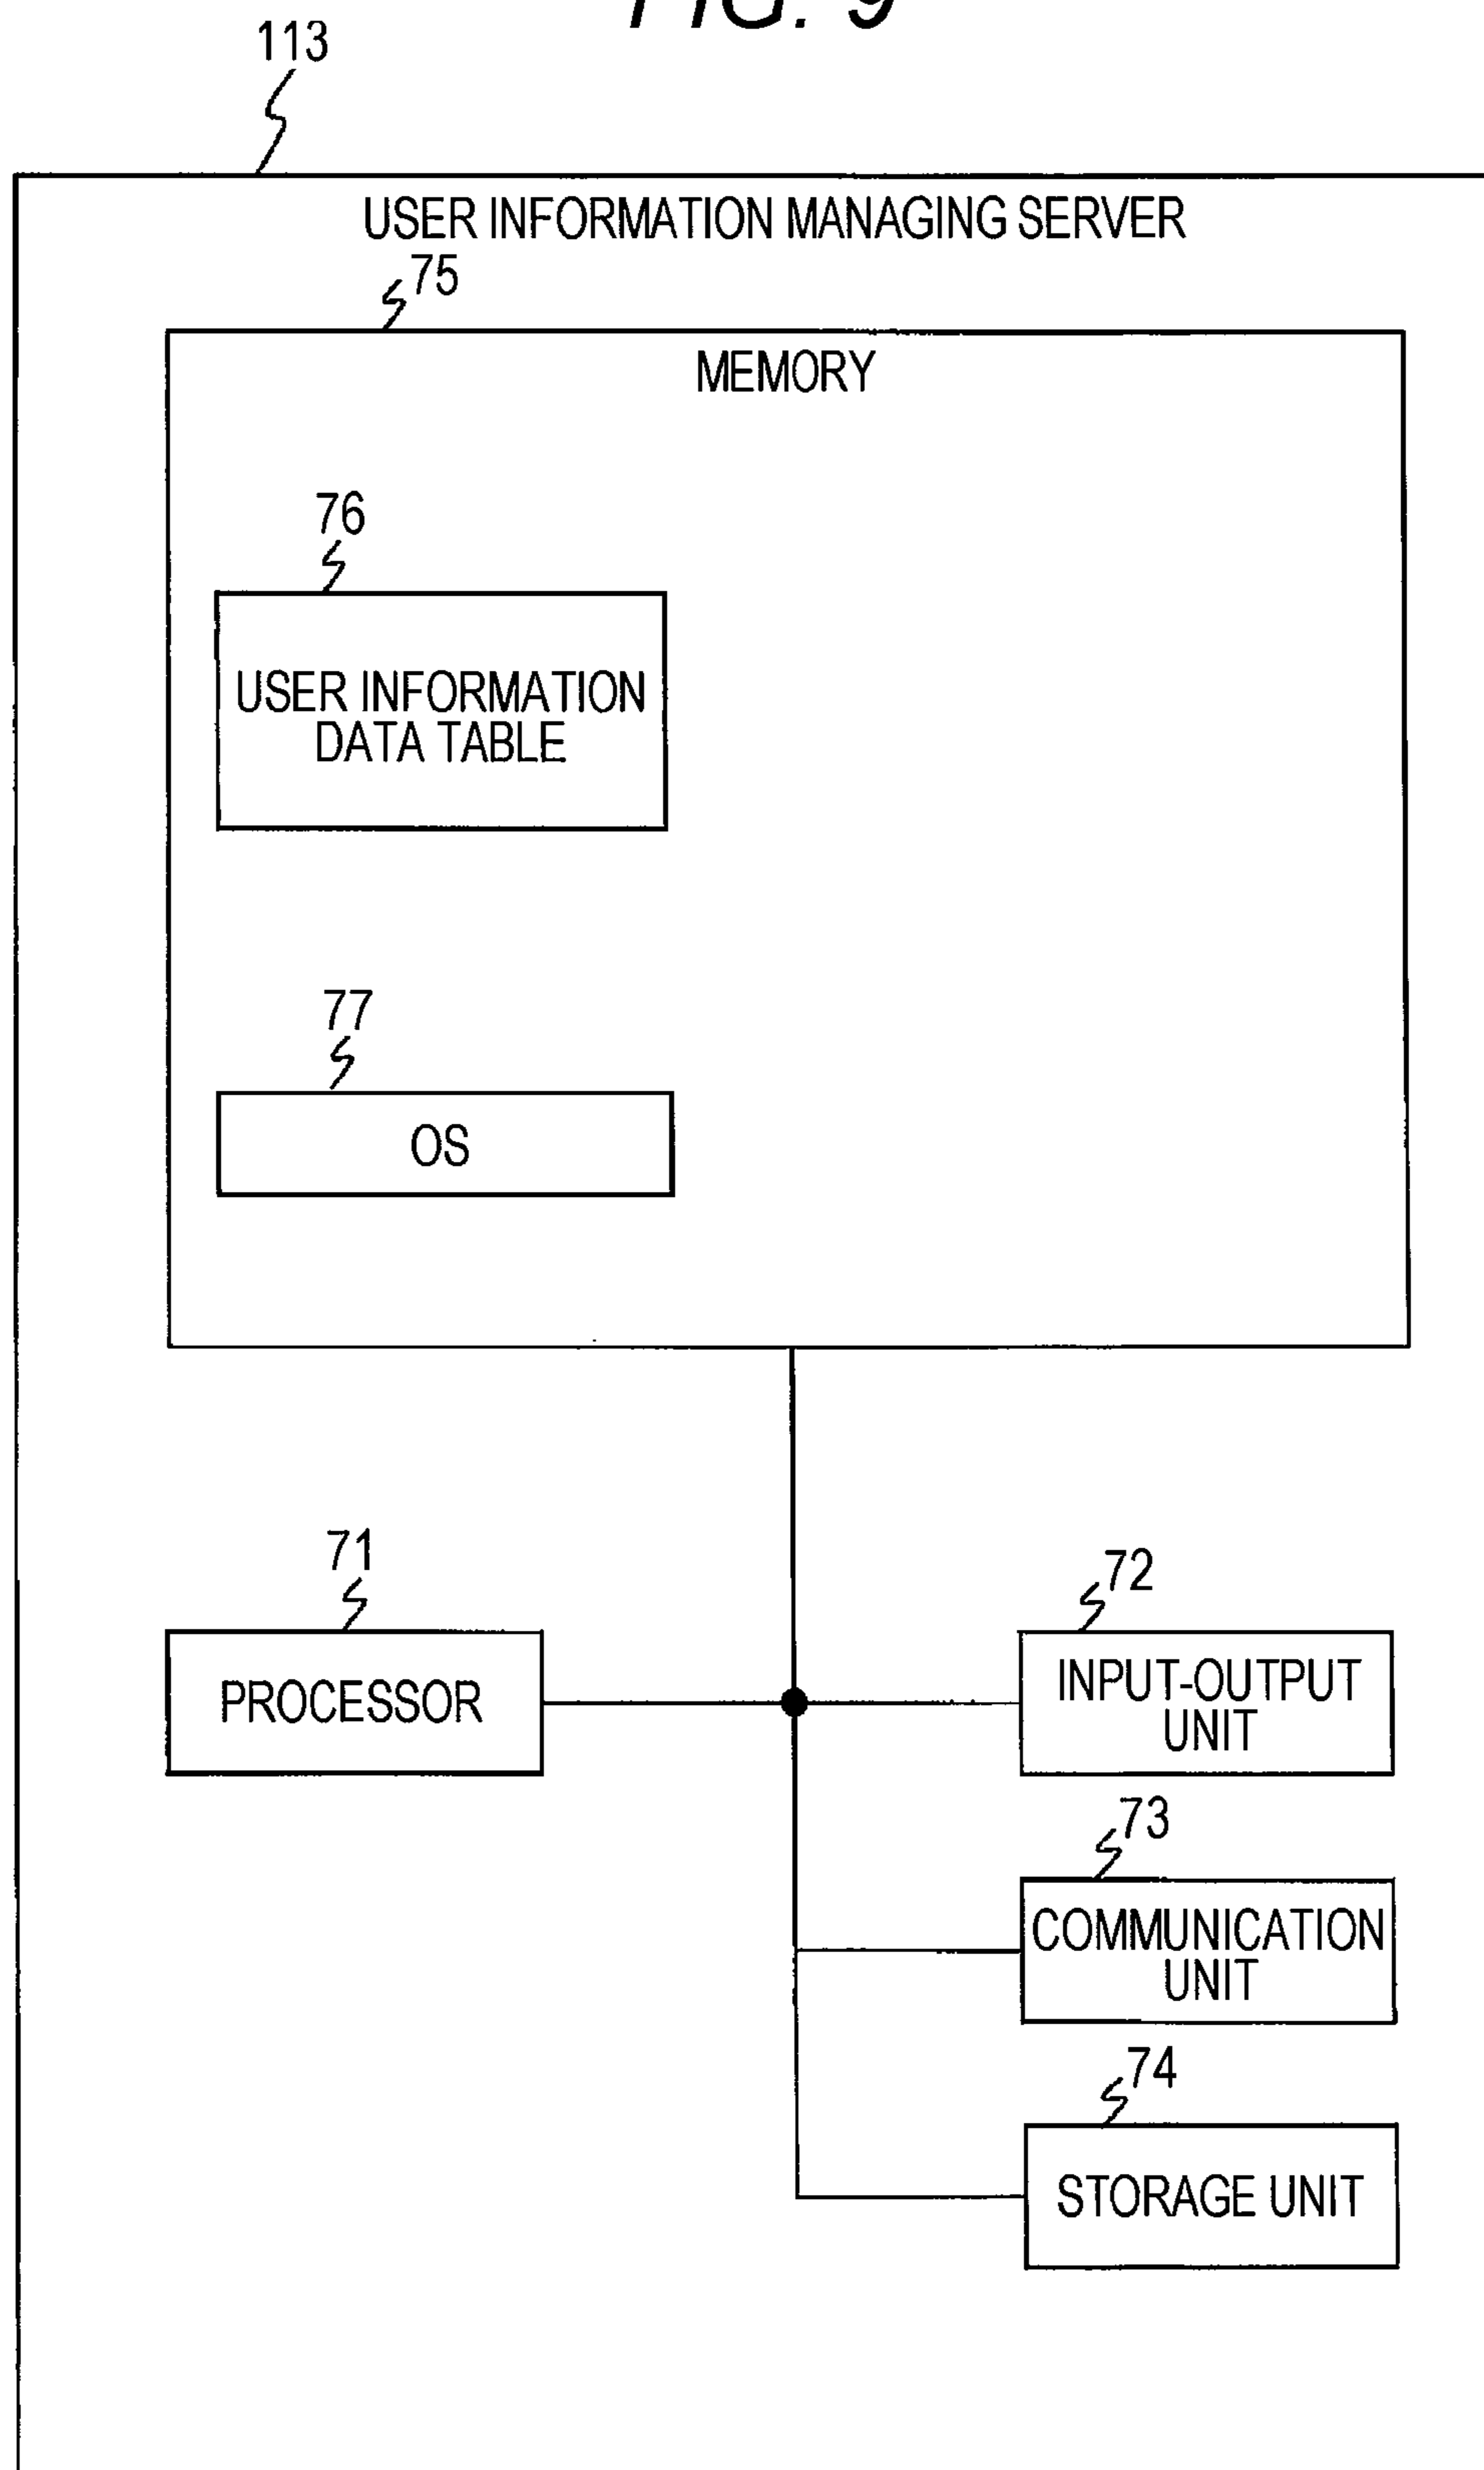 FIG. 9
113
USER INFORMATION MANAGING SERVER
75
MEMORY
76
USER INFORMATION
DATA TABLE
77
OS
71
PROCESSOR
72
INPUT-OUTPUT
UNIT
73
COMMUNICATION
UNIT
74
STORAGE UNIT